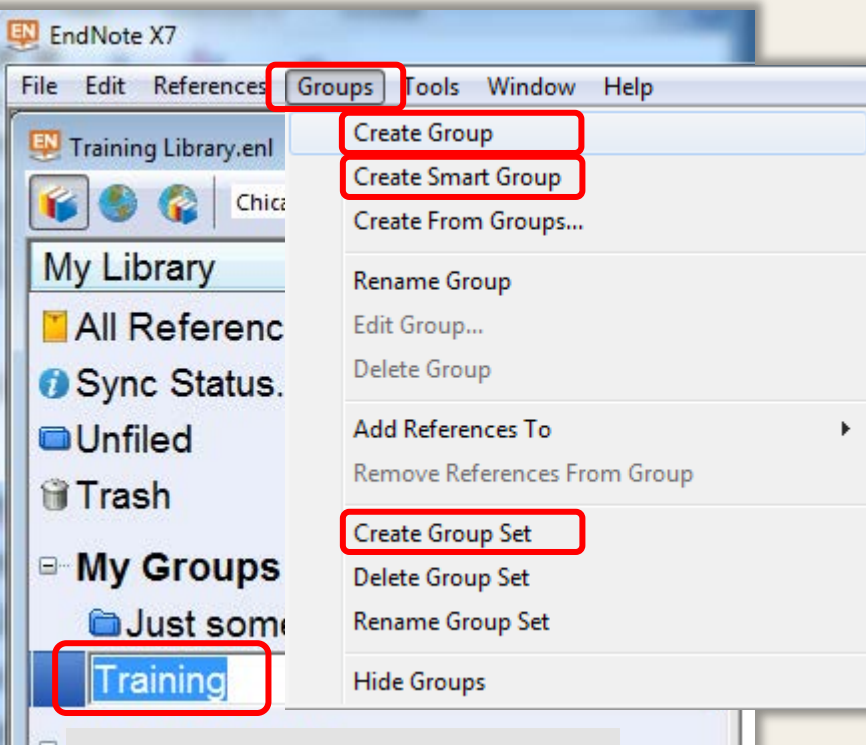 EndNote X7
File Edit References Groups Tools Window Help
Training Library.enl
Create Group
Create Smart Group
Create From Groups...
My Library
Rename Group
All Referenc
Edit Group...
Sync Status.
Delete Group
Unfiled
Add References To
Remove References From Group
Trash
Create Group Set
My Groups
Delete Group Set
Just some
Rename Group Set
Training
Hide Groups